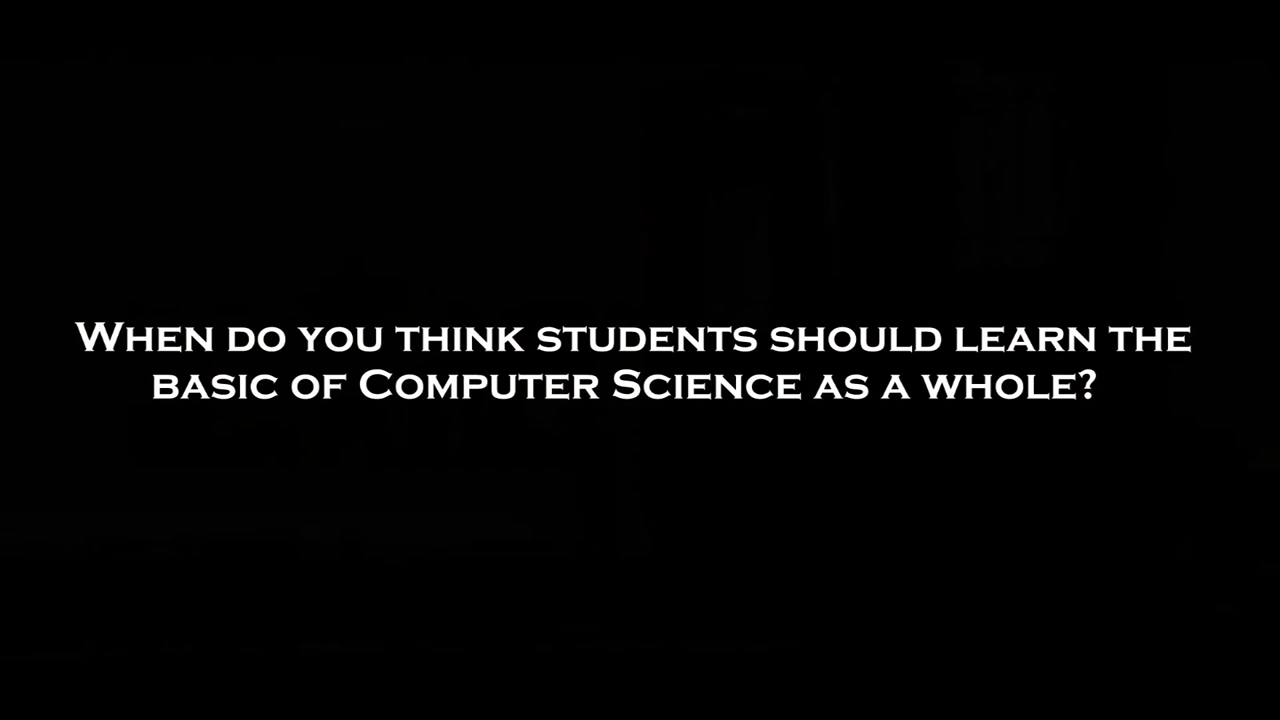 When do you think students should learn the
basic of Computer Science as a whole?